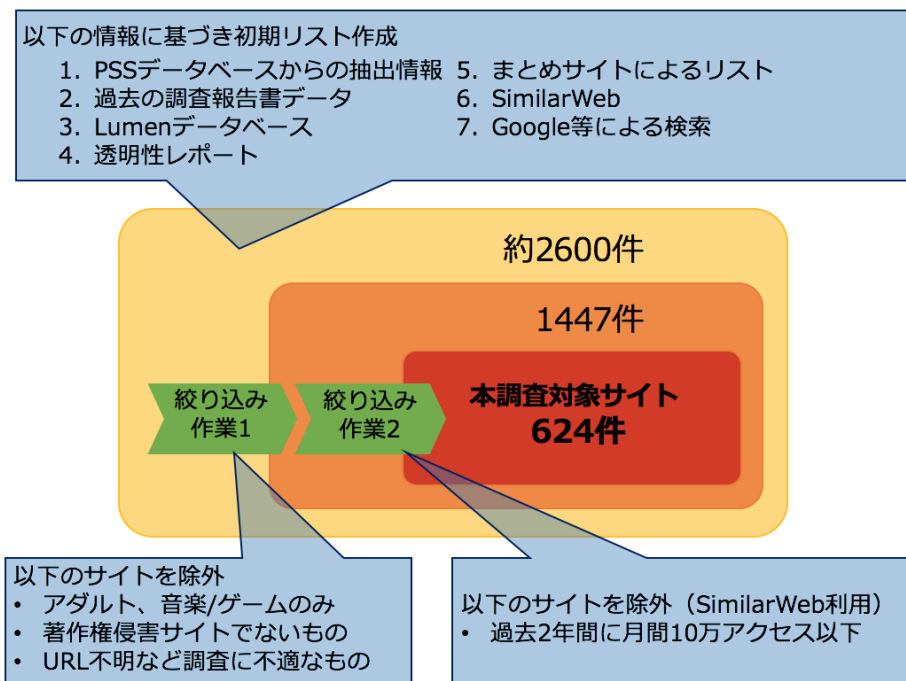 以下の情報に基づき初期リスト作成
1. PSSデータベースからの抽出情報
2. 過去の調査報告書データ
3. Lumenデータベース
4. 透明性レポート
5. まとめサイトによるリスト
6. SimilarWeb
7. Google等による検索
約2600件
1447件
本調査対象サイト
624件
絞り込み
作業1
絞り込み
作業2
以下のサイトを除外
• アダルト、音楽/ゲームのみ
• 著作権侵害サイトでないもの
• URL不明など調査に不適なもの
以下のサイトを除外（SimilarWeb利用）
• 過去2年間に月間10万アクセス以下